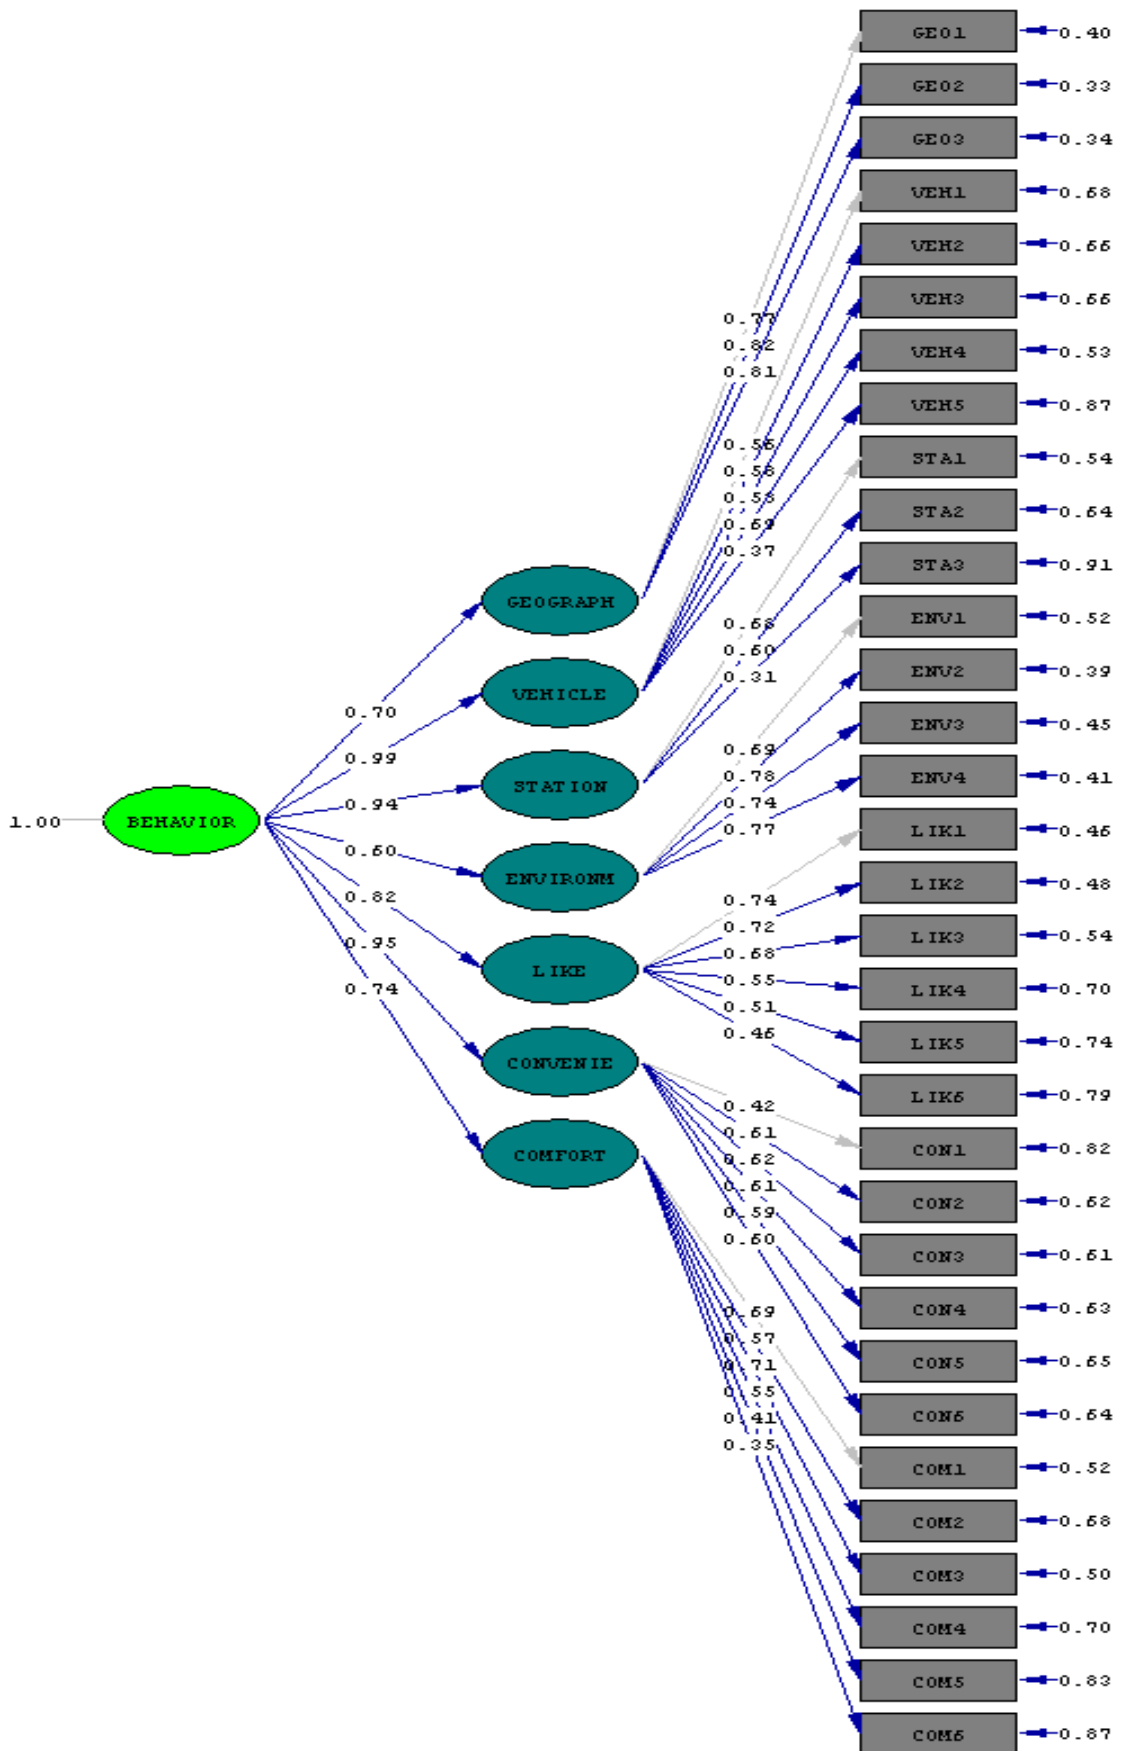 1.00
BEHAVIOR
0.70
0.99
0.94
0.60
0.82
0.95
0.74
GEOGRAPH
VEHICLE
STATION
ENVIRONM
LIKE
CONVENIE
COMFORT
0.77
0.82
0.81
0.56
0.58
0.58
0.69
0.37
0.68
0.60
0.31
0.69
0.78
0.74
0.77
0.74
0.72
0.68
0.55
0.51
0.46
0.42
0.61
0.62
0.61
0.59
0.60
0.69
0.57
0.71
0.55
0.41
0.35
GEO1 0.40
GEO2 0.33
GEO3 0.34
VEH1 0.68
VEH2 0.66
VEH3 0.66
VEH4 0.53
VEH5 0.87
STA1 0.54
STA2 0.64
STA3 0.91
ENV1 0.52
ENV2 0.39
ENV3 0.45
ENV4 0.41
LIK1 0.46
LIK2 0.48
LIK3 0.54
LIK4 0.70
LIK5 0.74
LIK6 0.79
CON1 0.82
CON2 0.62
CON3 0.61
CON4 0.63
CON5 0.65
CON6 0.64
COM1 0.52
COM2 0.68
COM3 0.50
COM4 0.70
COM5 0.83
COM6 0.87